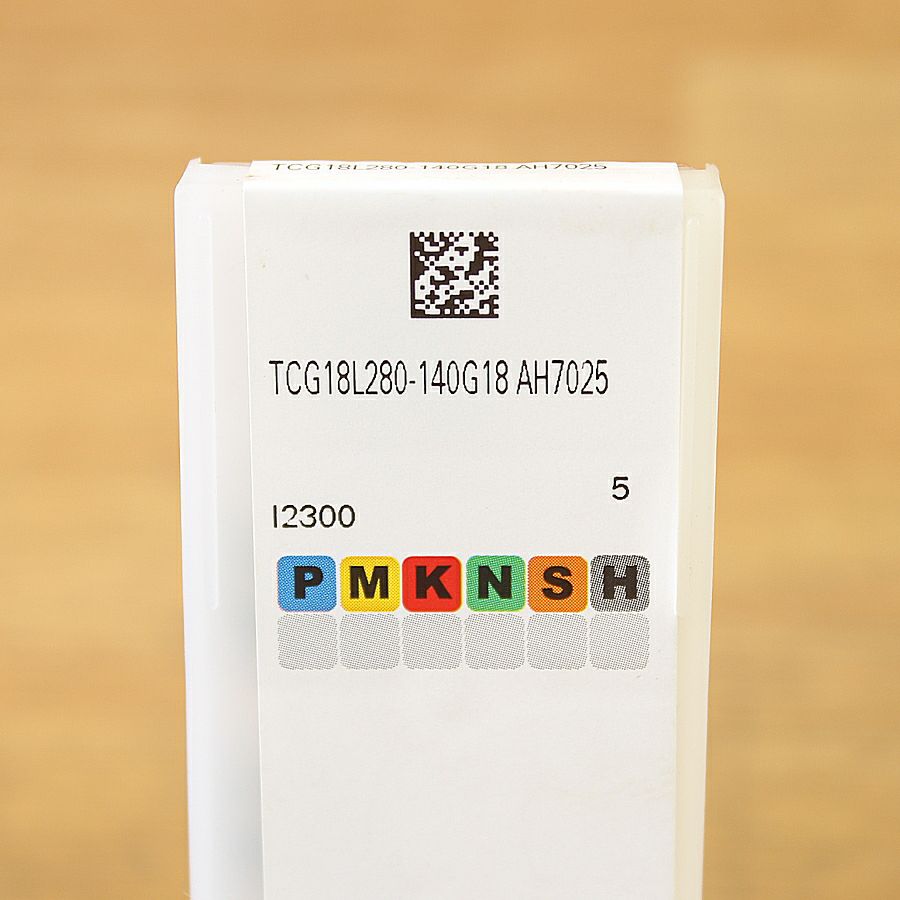 TCG18L280-140G18 AH7025
TCG18L280-140G18 AH7025
5
I2300
P M K N S H